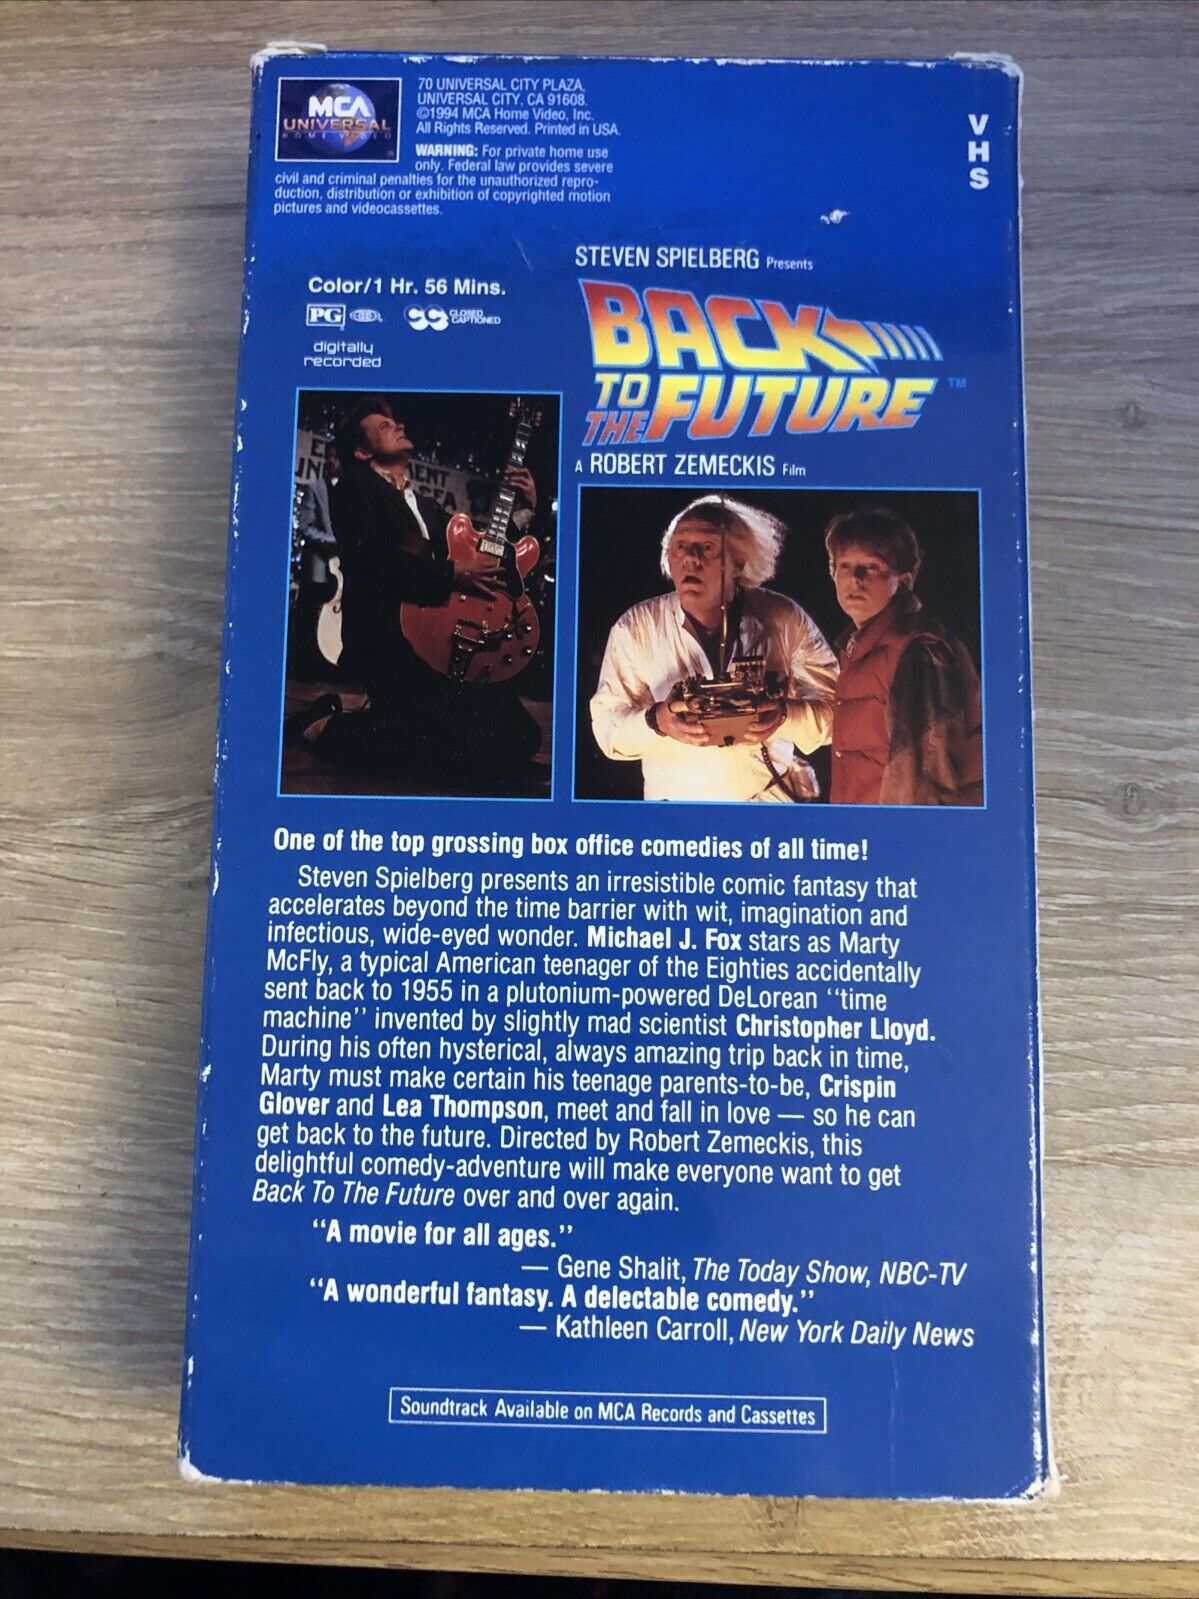 MCA
UNIVERSAL
HOME VIDEO
70 UNIVERSAL CITY PLAZA,
UNIVERSAL CITY, CA 91608.
©1994 MCA Home Video, Inc.
All Rights Reserved. Printed in USA.
WARNING: For private home use
only. Federal law provides severe
civil and criminal penalties for the unauthorized repro-
duction, distribution or exhibition of copyrighted motion
pictures and videocassettes.
VHS
STEVEN SPIELBERG Presents
BACK
TO
THE FUTURE™
A ROBERT ZEMECKIS Film
Color/1 Hr. 56 Mins.
PG
CC CLOSED
CAPTIONED
digitally
recorded
One of the top grossing box office comedies of all time!
Steven Spielberg presents an irresistible comic fantasy that
accelerates beyond the time barrier with wit, imagination and
infectious, wide-eyed wonder. Michael J. Fox stars as Marty
McFly, a typical American teenager of the Eighties accidentally
sent back to 1955 in a plutonium-powered DeLorean "time
machine" invented by slightly mad scientist Christopher Lloyd.
During his often hysterical, always amazing trip back in time,
Marty must make certain his teenage parents-to-be, Crispin
Glover and Lea Thompson, meet and fall in love — so he can
get back to the future. Directed by Robert Zemeckis, this
delightful comedy-adventure will make everyone want to get
Back To The Future over and over again.
"A movie for all ages."
— Gene Shalit, The Today Show, NBC-TV
"A wonderful fantasy. A delectable comedy."
— Kathleen Carroll, New York Daily News
Soundtrack Available on MCA Records and Cassettes